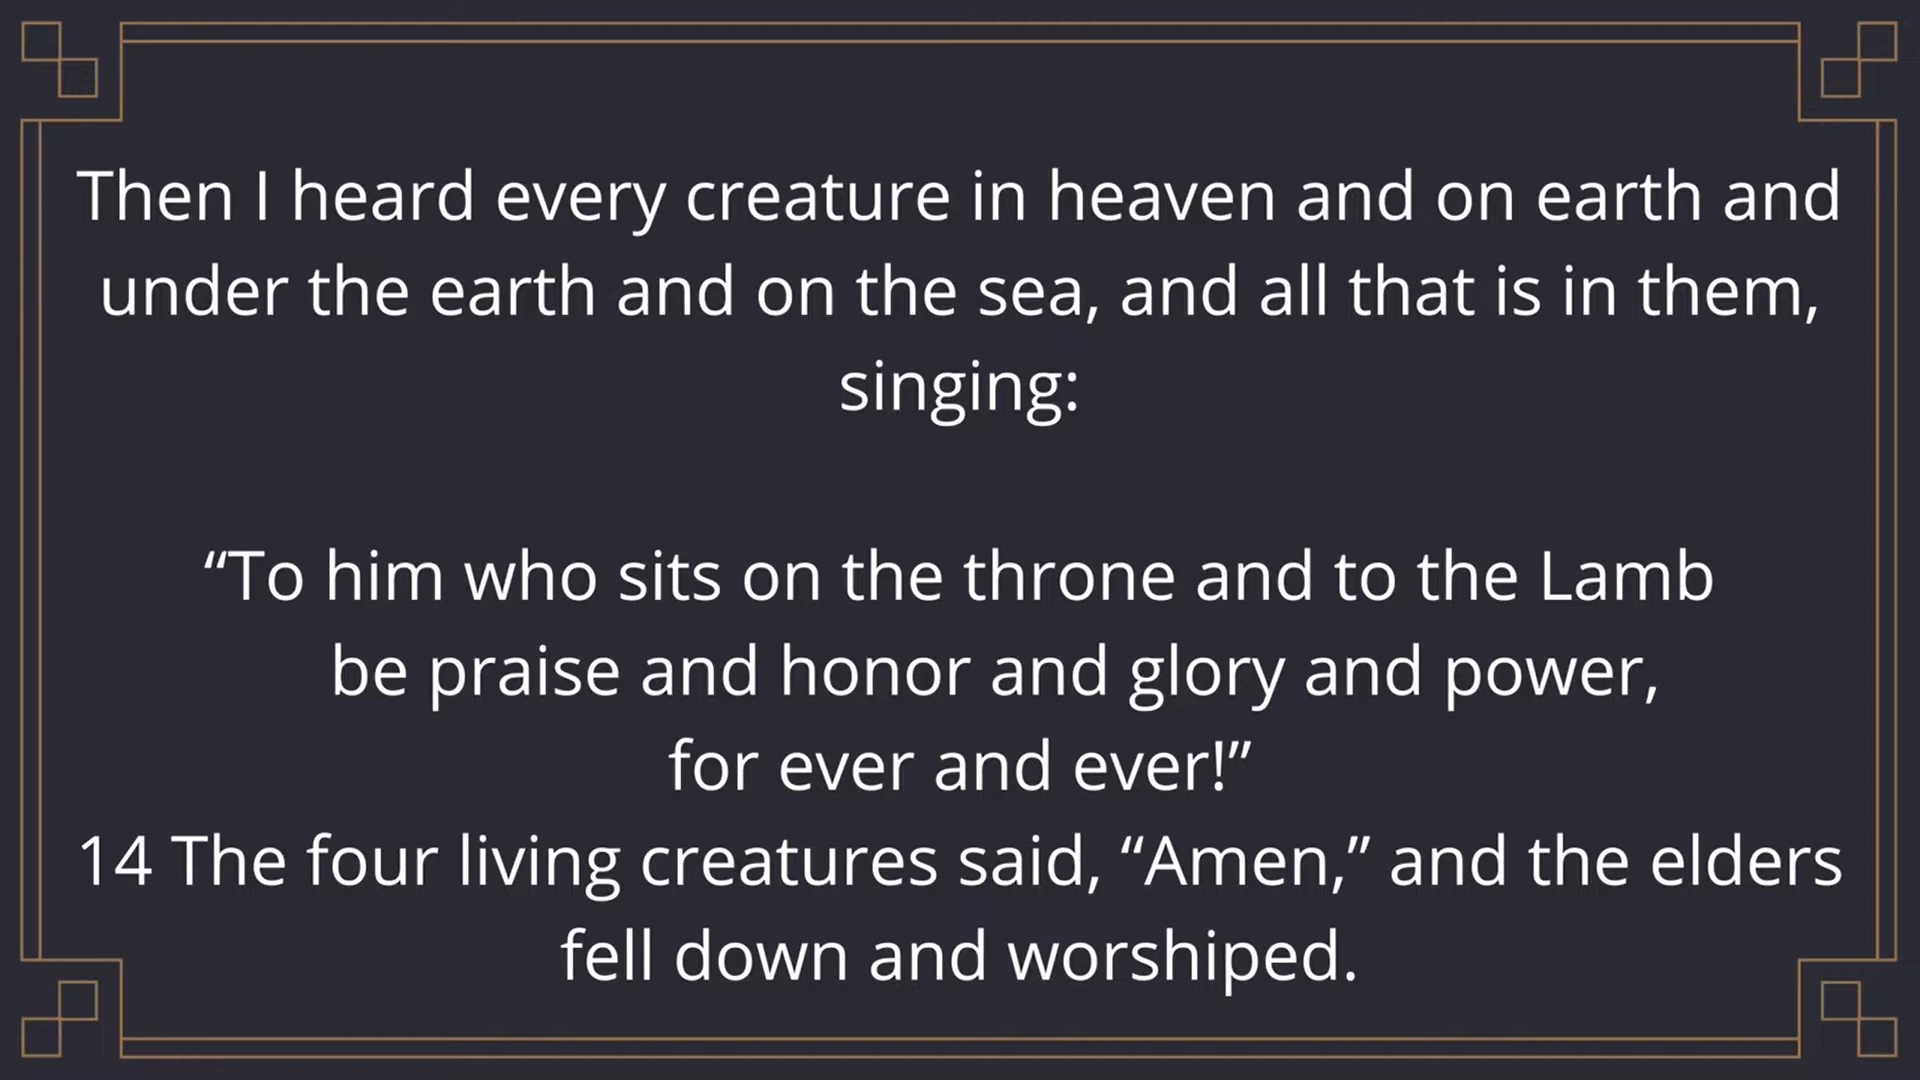 Then I heard every creature in heaven and on earth and
under the earth and on the sea, and all that is in them,
singing:
“To him who sits on the throne and to the Lamb
be praise and honor and glory and power,
for ever and ever!”
14 The four living creatures said, “Amen,” and the elders
fell down and worshiped.